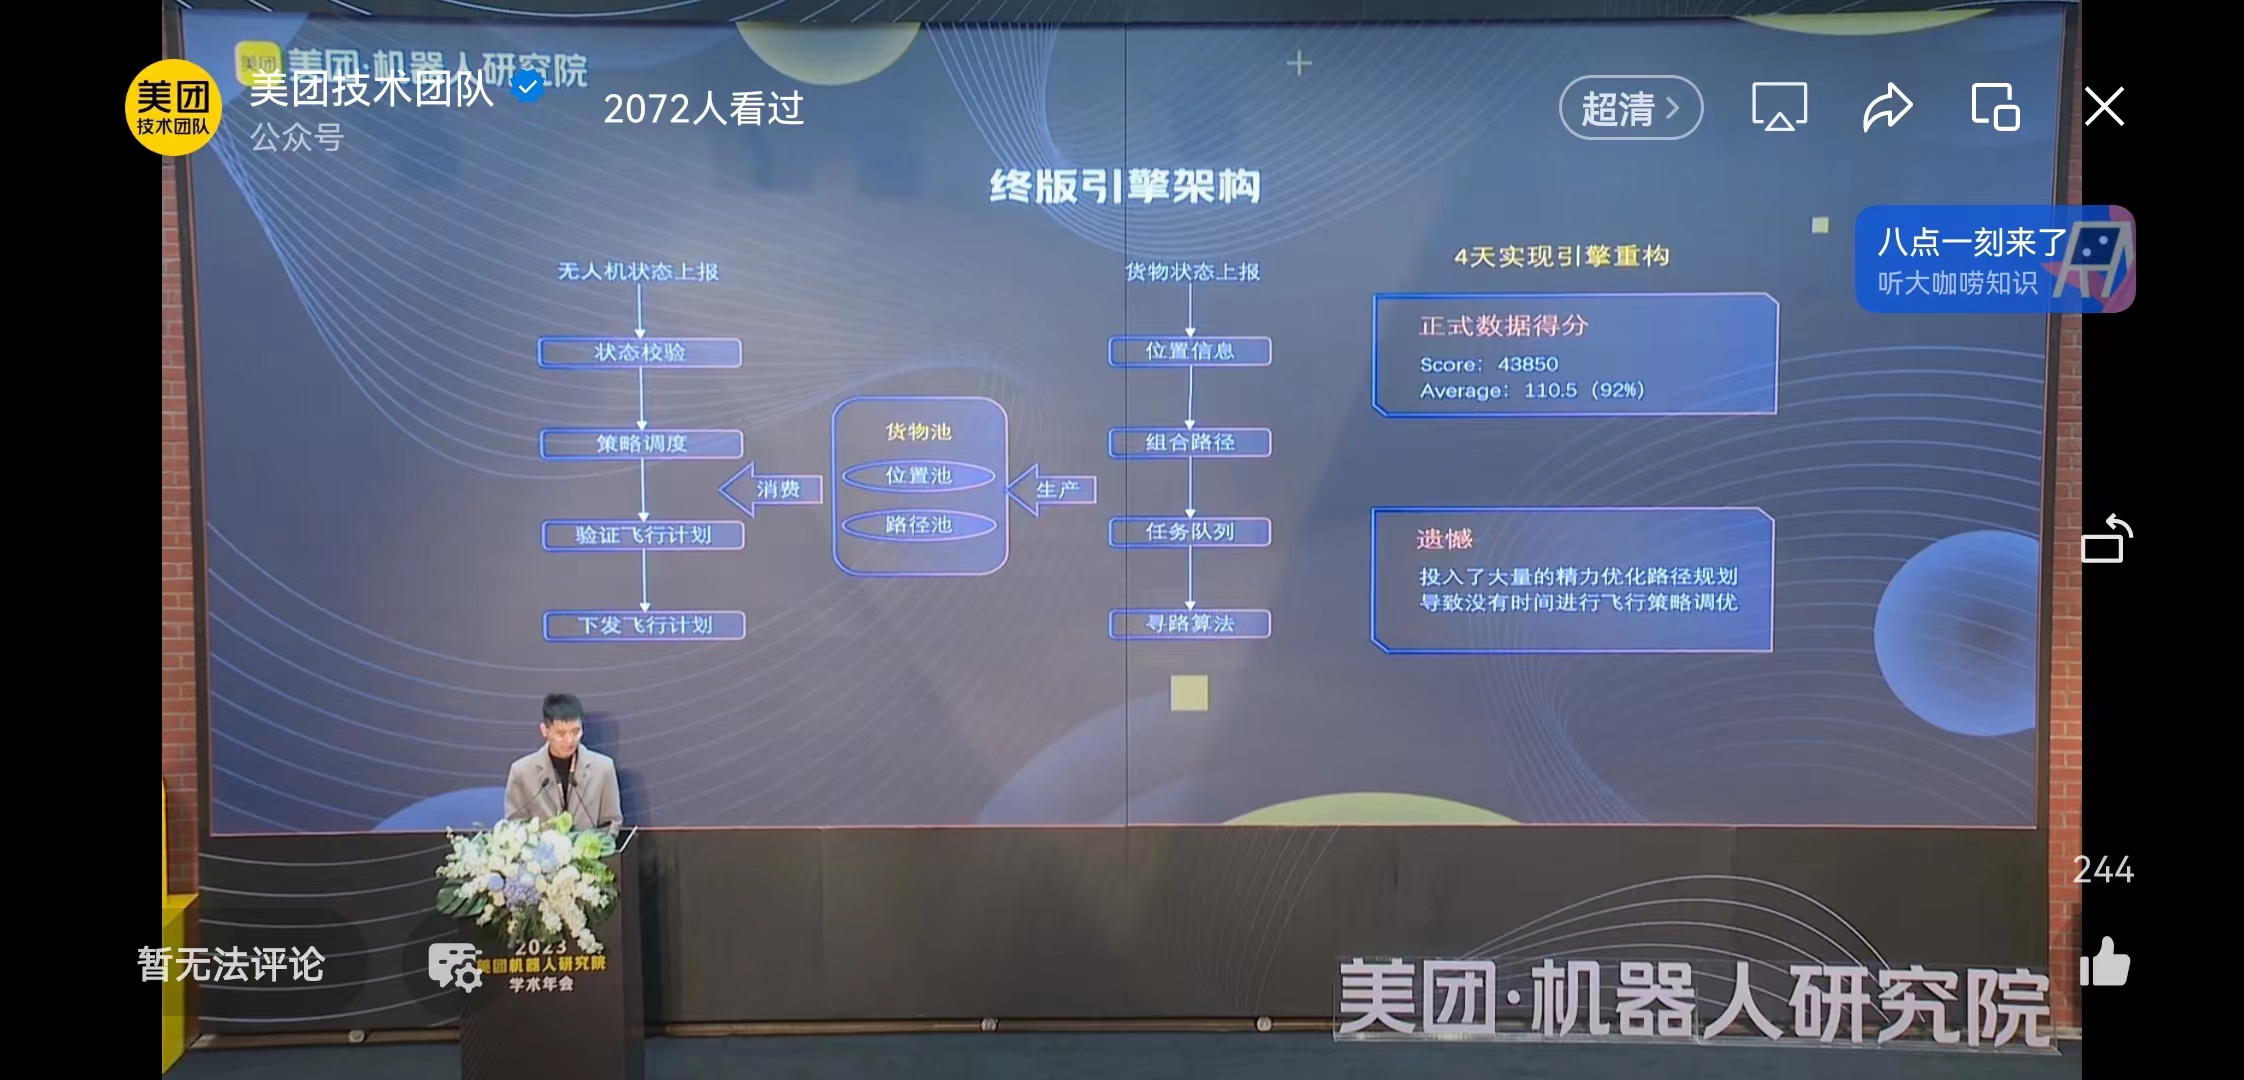 美团·机器人研究院
美团
技术团队
美团技术团队
公众号
2072人看过
超清
八点一刻来了
听大咖唠知识
终版引擎架构
无人机状态上报
状态校验
策略调度
验证飞行计划
下发飞行计划
消费
货物池
位置池
路径池
生产
货物状态上报
位置信息
组合路径
任务队列
寻路算法
4天实现引擎重构
正式数据得分
Score: 43850
Average: 110.5 (92%)
遗憾
投入了大量的精力优化路径规划
导致没有时间进行飞行策略调优
244
暂无法评论
2023
美团机器人研究院
学术年会
美团·机器人研究院